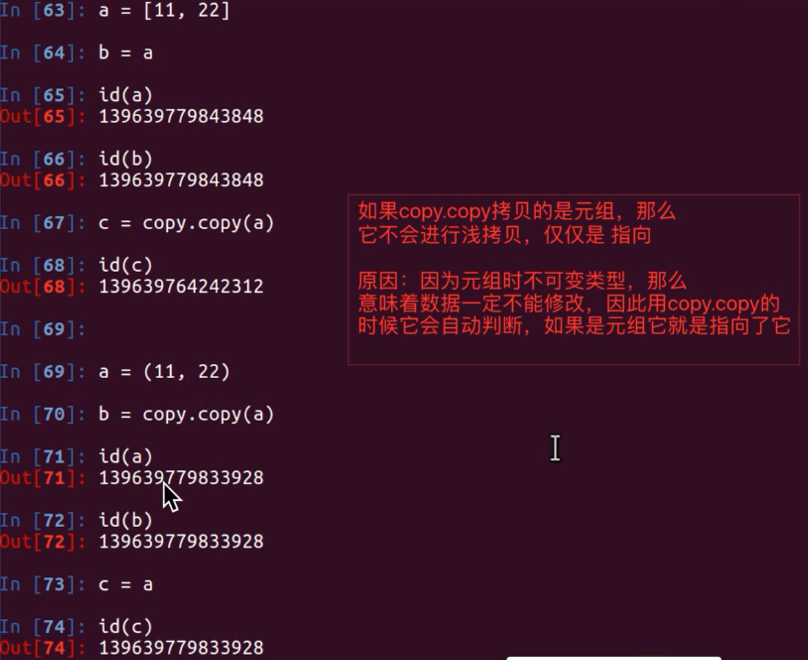 In [63]: a = [11, 22]
In [64]: b = a
In [65]: id(a)
Out[65]: 139639779843848
In [66]: id(b)
Out[66]: 139639779843848
In [67]: c = copy.copy(a)
In [68]: id(c)
Out[68]: 139639764242312
In [69]:
In [69]: a = (11, 22)
In [70]: b = copy.copy(a)
In [71]: id(a)
Out[71]: 139639779833928
In [72]: id(b)
Out[72]: 139639779833928
In [73]: c = a
In [74]: id(c)
Out[74]: 139639779833928
如果copy.copy拷贝的是元组，那么
它不会进行浅拷贝，仅仅是 指向
原因：因为元组时不可变类型，那么
意味着数据一定不能修改，因此用copy.copy的
时候它会自动判断，如果是元组它就是指向了它